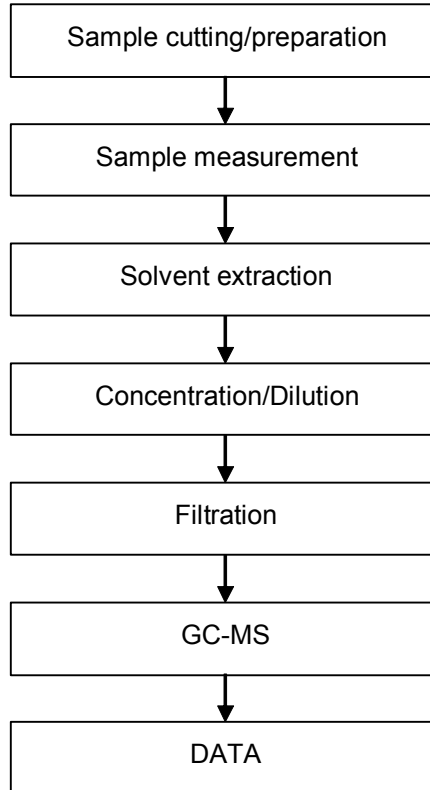 Sample cutting/preparation
Sample measurement
Solvent extraction
Concentration/Dilution
Filtration
GC-MS
DATA